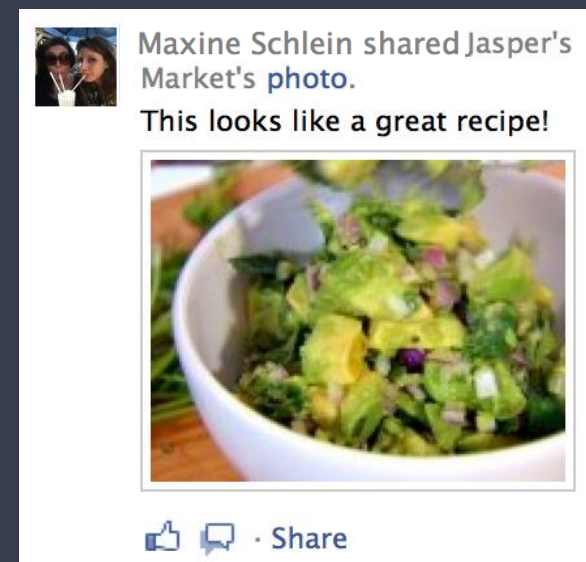 Maxine Schlein shared Jasper's
Market's photo.
This looks like a great recipe!
· Share